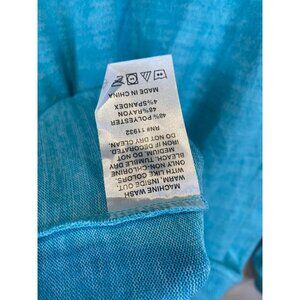 MACHINE WASH
WARM, INSIDE OUT,
WITH LIKE COLORS.
ONLY NON-CHLORINE
BLEACH. TUMBLE DRY
MEDIUM. DO NOT
IRON IF DECORATED.
DO NOT DRY CLEAN.
RN# 11932
48% POLYESTER
48% RAYON
4% SPANDEX
MADE IN CHINA